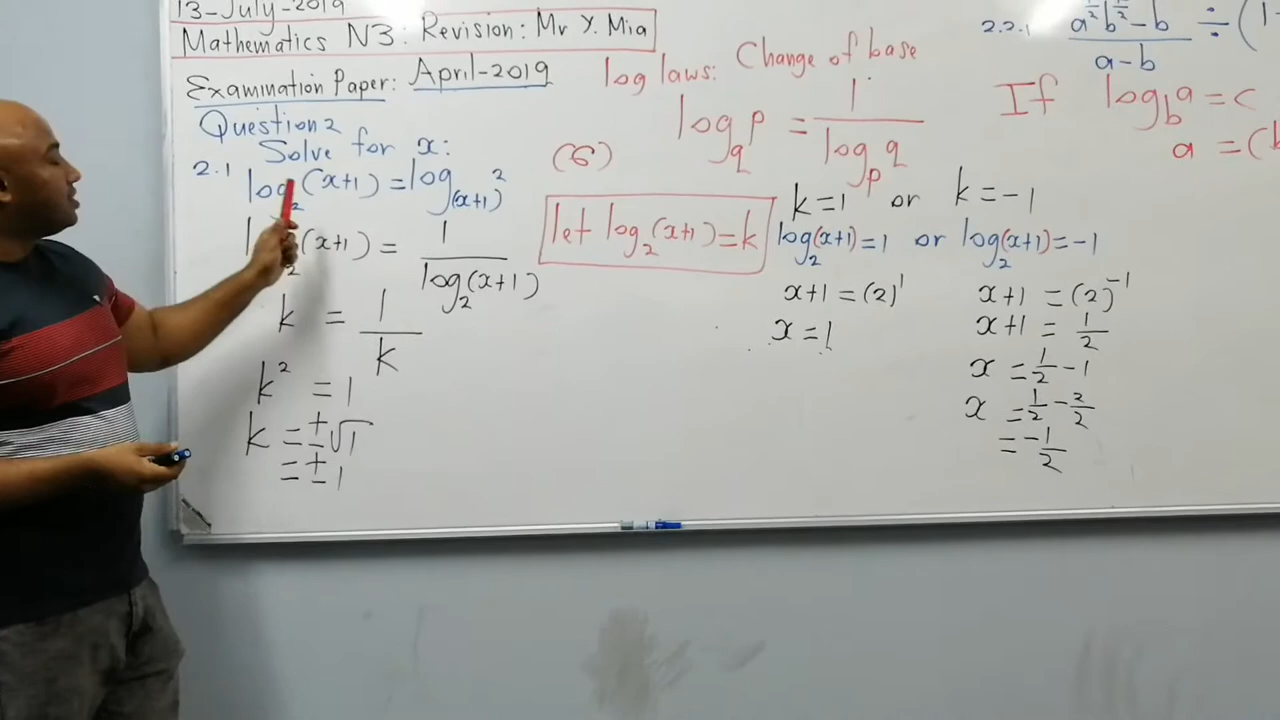 13-July-2019
Mathematics N3: Revision: Mr Y. Mia
Examination Paper: April-2019
Question 2
Solve for x:
2.1 log₂(x+1) = log₍ₓ₊₁₎ 2
(6)
log₂(x+1) = 1/log₂(x+1)
k = 1/k
k² = 1
k = ±√1
= ±1
log laws: Change of base
log_q p = 1/log_p q
let log₂(x+1) = k
k = 1 or k = -1
log₂(x+1) = 1 or log₂(x+1) = -1
x+1 = (2)¹
x = 1
x+1 = (2)⁻¹
x+1 = 1/2
x = 1/2 - 1
x = 1/2 - 2/2
= -1/2
2.2.1
a - b
÷ (1
If log_b a = c
a = (b